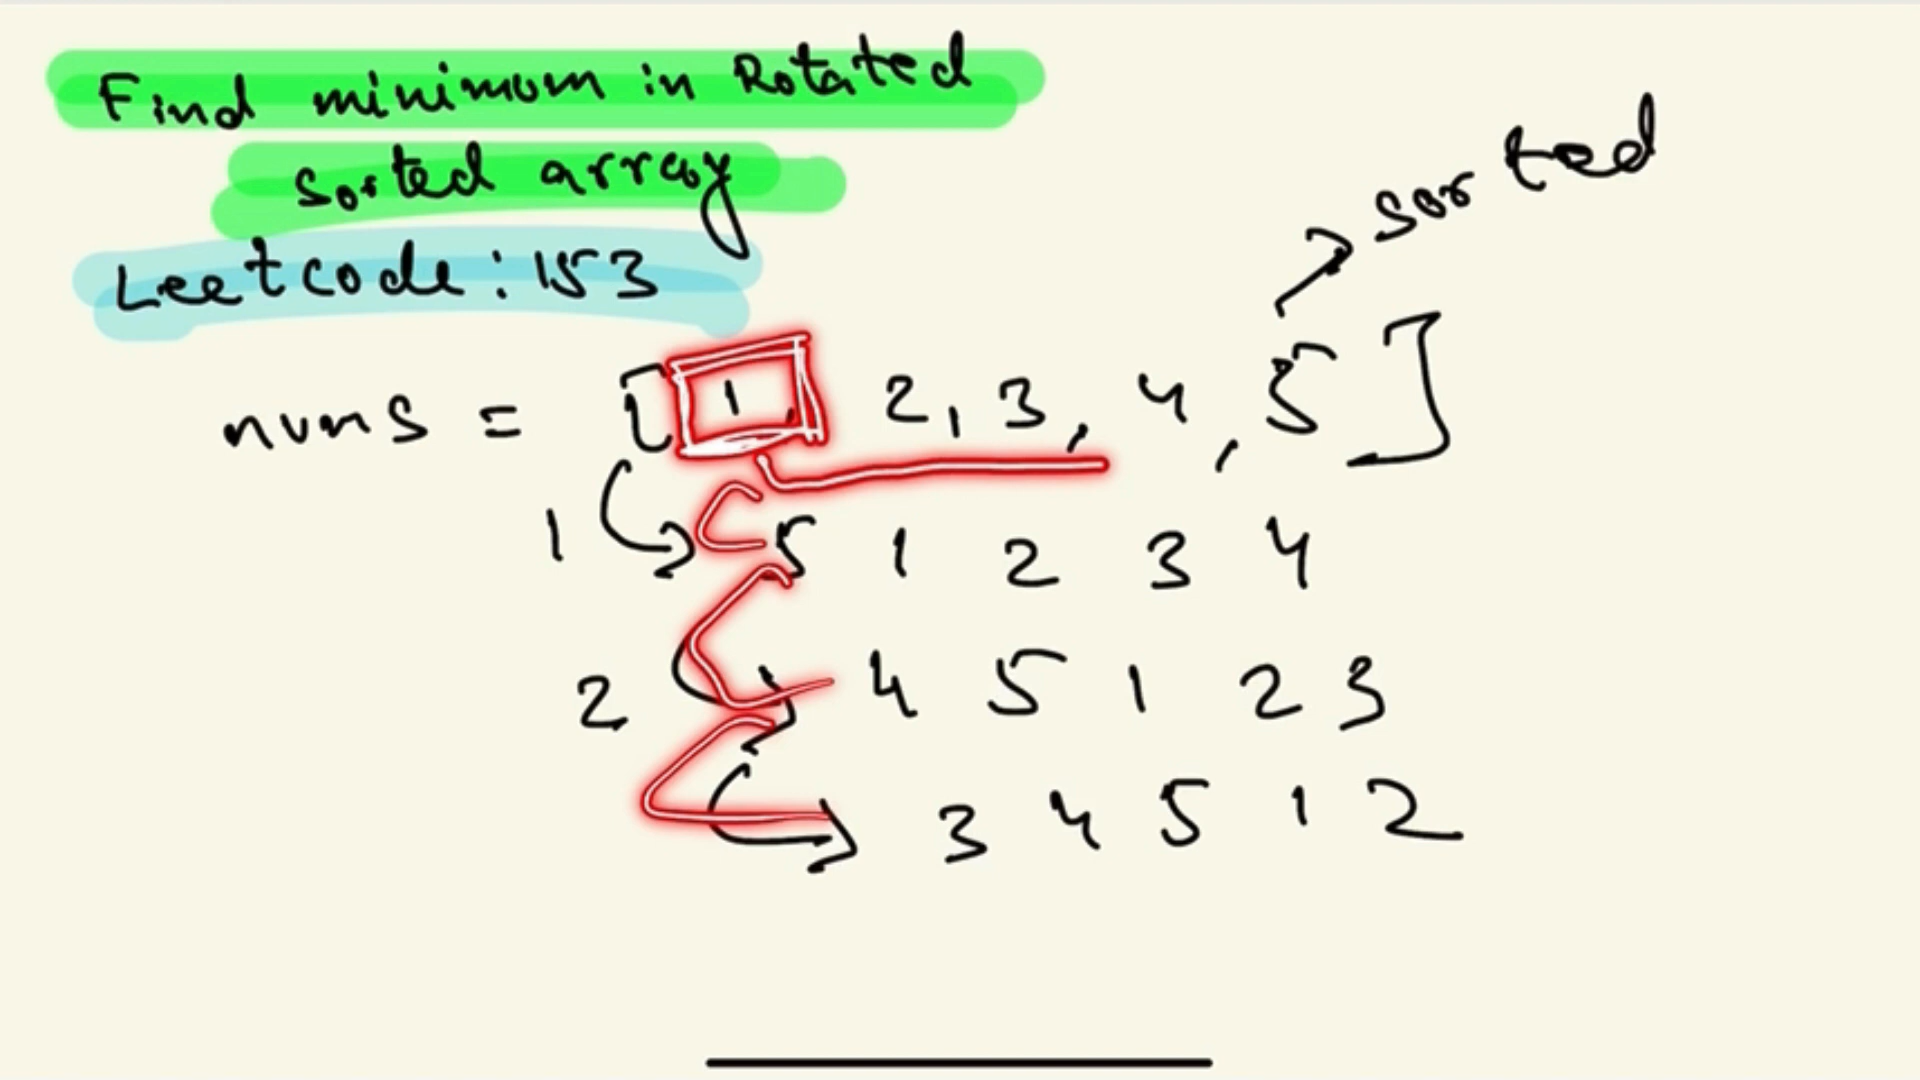 Find minimum in Rotated
sorted array
Leetcode: 153
sorted
nums = [1, 2, 3, 4, 5]
1 5 1 2 3 4
2 4 5 1 2 3
3 4 5 1 2